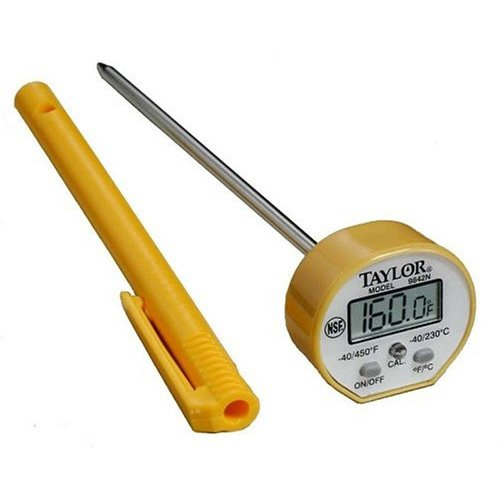 TAYLOR®
MODEL 9842N
160.0°F
NSF
-40/450°F -40/230°C
CAL.
ON/OFF °F/°C